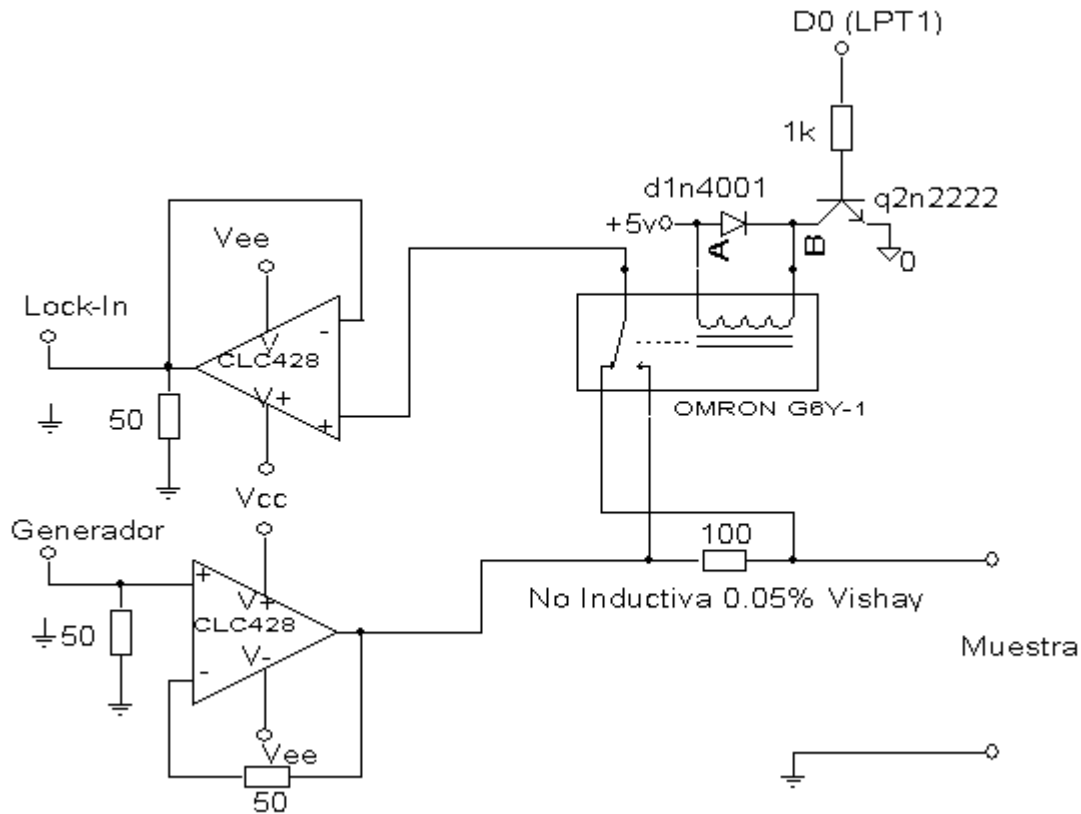 D0 (LPT1)
1k
d1n4001
q2n2222
+5v
A
B
0
Vee
Lock-In
-
V
CLC428
V+
+
50
OMRON G6Y-1
Vcc
Generador
100
+
V+
No Inductiva 0.05% Vishay
50
CLC428
V-
-
Muestra
Vee
50